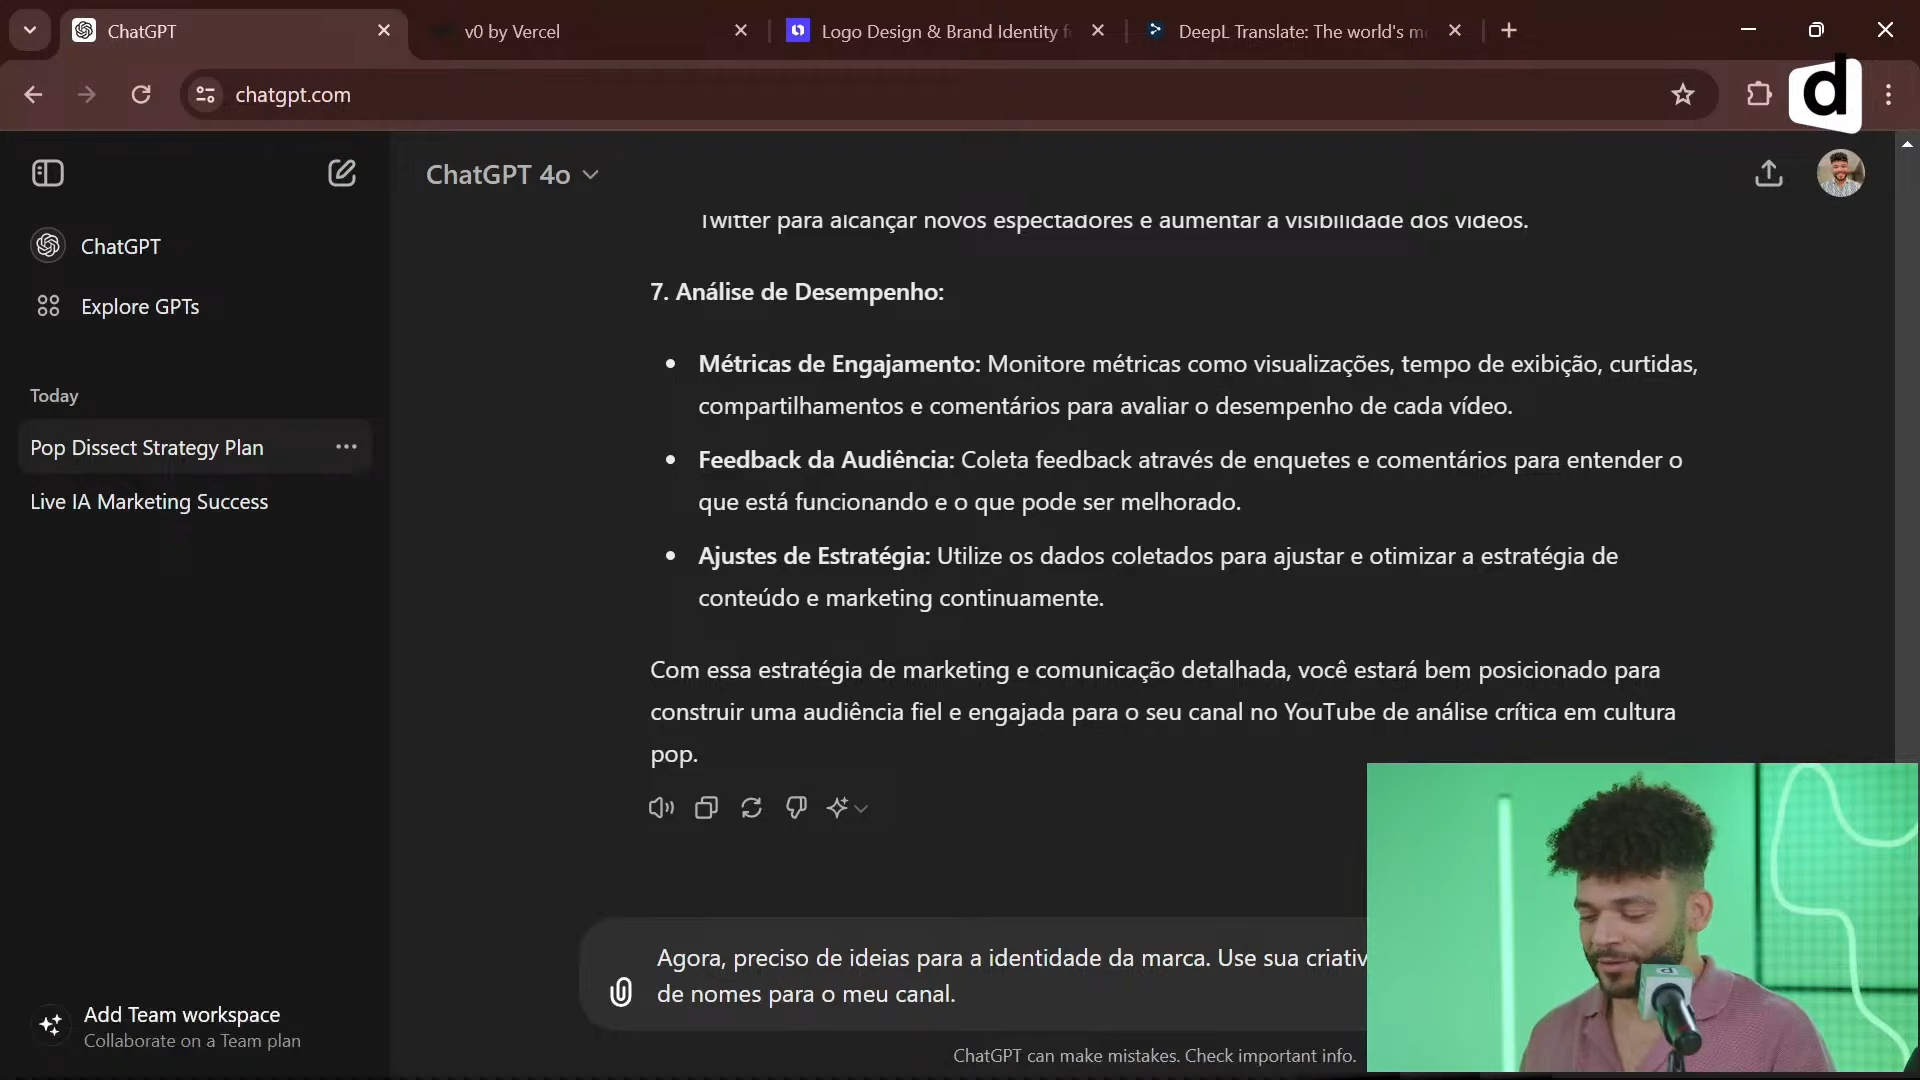 ChatGPT
v0 by Vercel
Logo Design & Brand Identity f
DeepL Translate: The world's m
chatgpt.com
d
ChatGPT
Explore GPTs
Today
Pop Dissect Strategy Plan
Live IA Marketing Success
Add Team workspace
Collaborate on a Team plan
ChatGPT 4o
Twitter para alcançar novos espectadores e aumentar a visibilidade dos vídeos.
7. Análise de Desempenho:
• Métricas de Engajamento: Monitore métricas como visualizações, tempo de exibição, curtidas,
compartilhamentos e comentários para avaliar o desempenho de cada vídeo.
• Feedback da Audiência: Coleta feedback através de enquetes e comentários para entender o
que está funcionando e o que pode ser melhorado.
• Ajustes de Estratégia: Utilize os dados coletados para ajustar e otimizar a estratégia de
conteúdo e marketing continuamente.
Com essa estratégia de marketing e comunicação detalhada, você estará bem posicionado para
construir uma audiência fiel e engajada para o seu canal no YouTube de análise crítica em cultura
pop.
Agora, preciso de ideias para a identidade da marca. Use sua criativ
de nomes para o meu canal.
ChatGPT can make mistakes. Check important info.